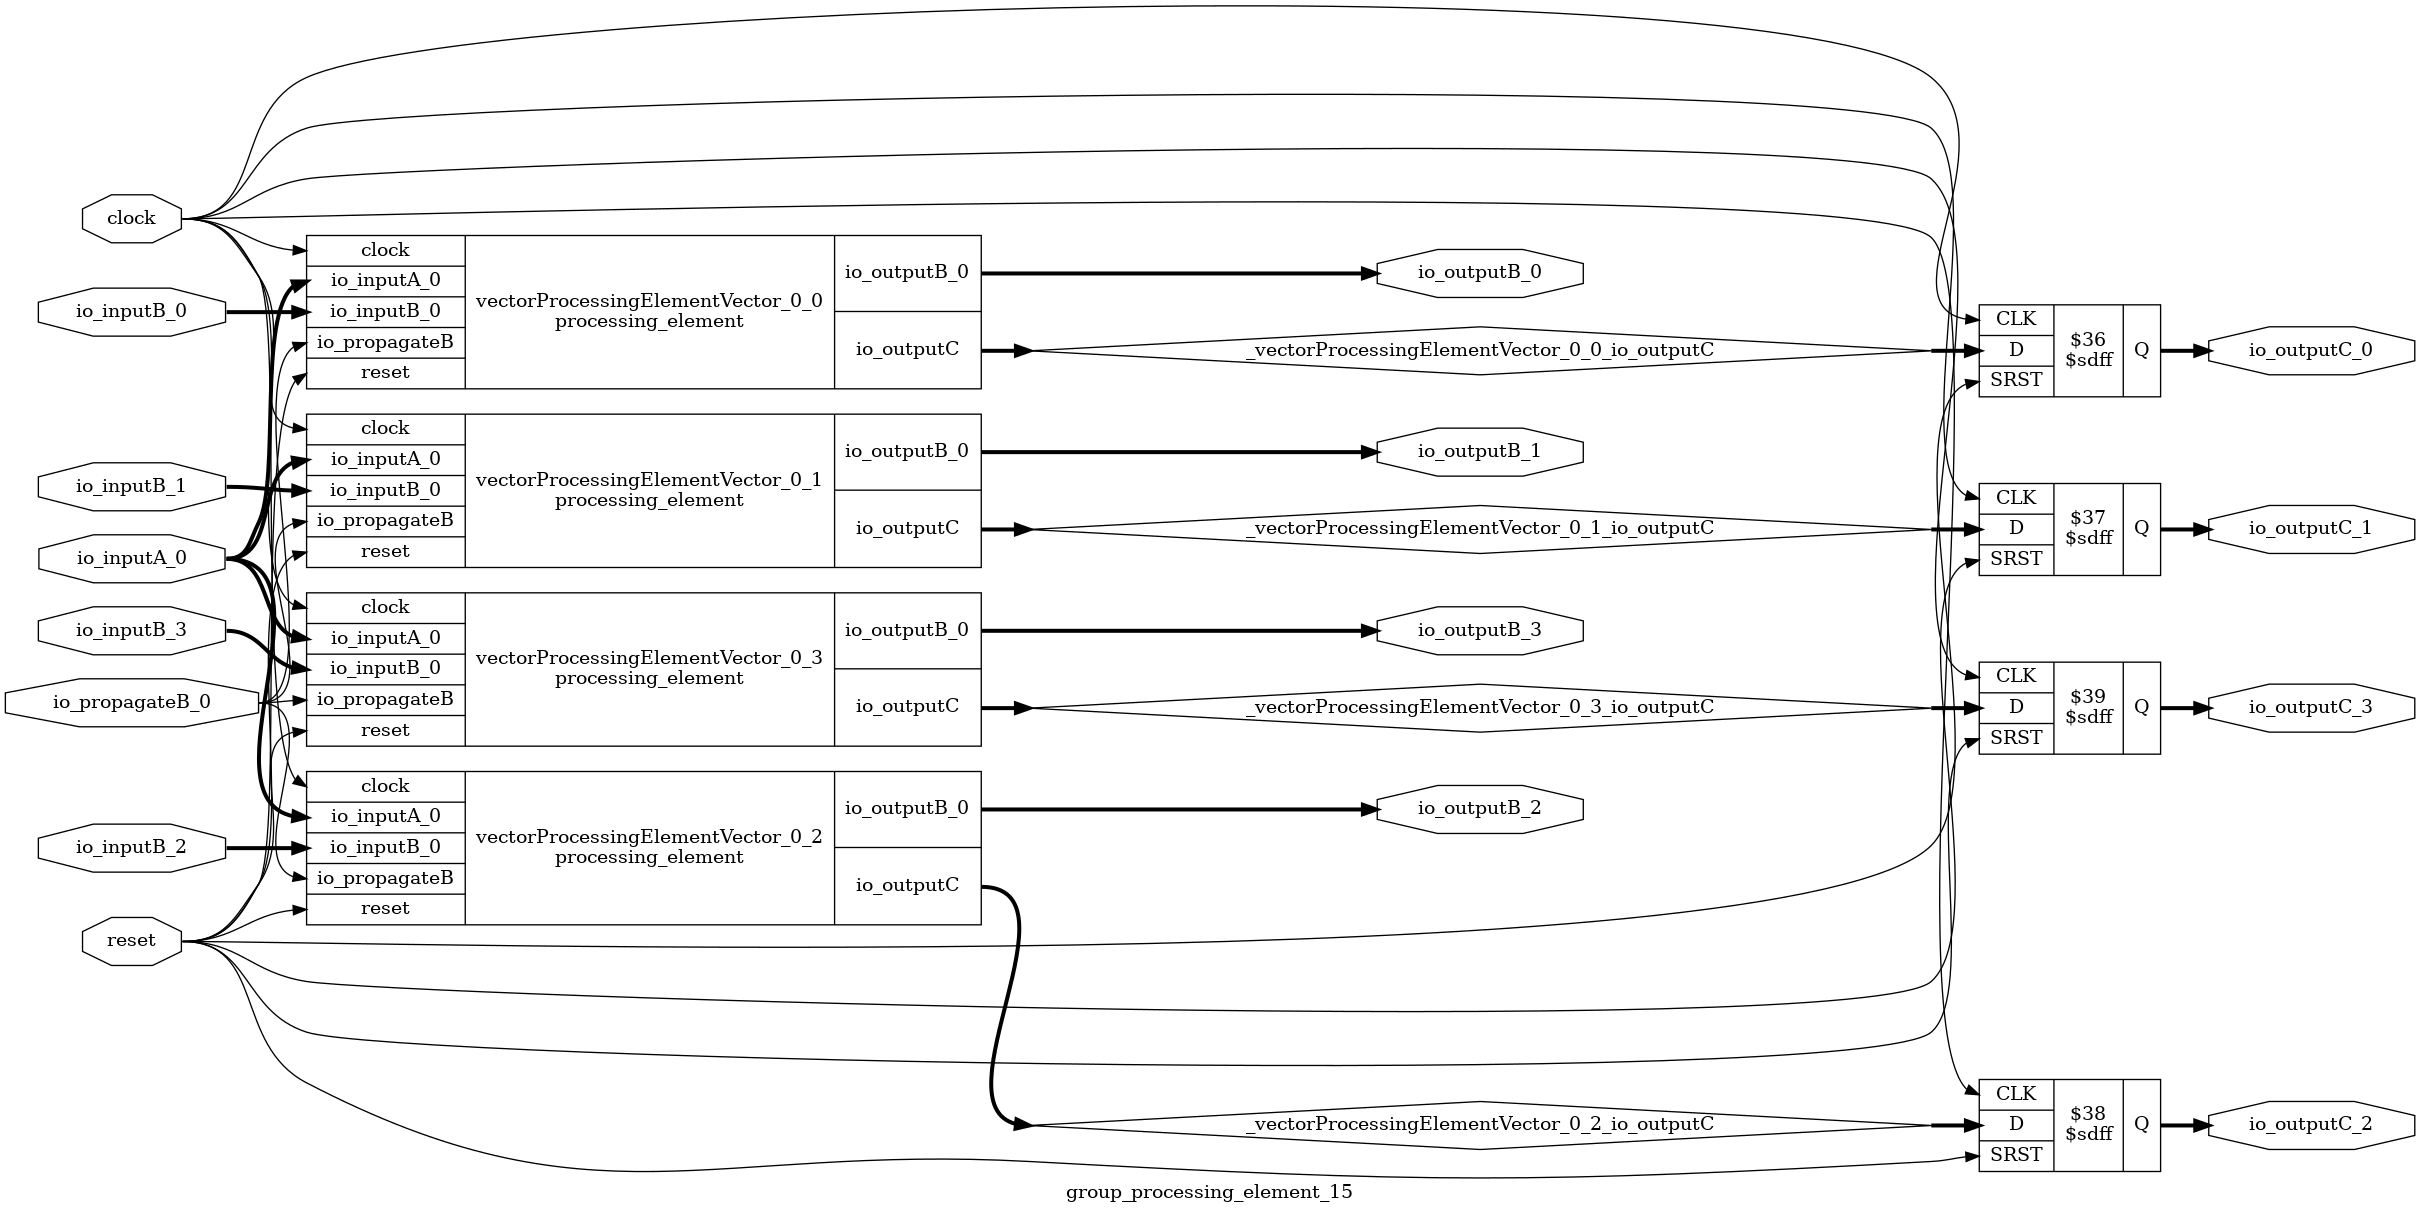 clock
io_inputB_0
io_inputB_1
io_inputA_0
io_inputB_3
io_propagateB_0
io_inputB_2
reset
clock
io_inputA_0
io_inputB_0
io_propagateB
reset
vectorProcessingElementVector_0_0
processing_element
io_outputB_0
io_outputC
clock
io_inputA_0
io_inputB_0
io_propagateB
reset
vectorProcessingElementVector_0_1
processing_element
io_outputB_0
io_outputC
clock
io_inputA_0
io_inputB_0
io_propagateB
reset
vectorProcessingElementVector_0_3
processing_element
io_outputB_0
io_outputC
clock
io_inputA_0
io_inputB_0
io_propagateB
reset
vectorProcessingElementVector_0_2
processing_element
io_outputB_0
io_outputC
io_outputB_0
_vectorProcessingElementVector_0_0_io_outputC
io_outputB_1
_vectorProcessingElementVector_0_1_io_outputC
io_outputB_3
_vectorProcessingElementVector_0_3_io_outputC
io_outputB_2
_vectorProcessingElementVector_0_2_io_outputC
CLK
D
SRST
$36
$sdff
Q
io_outputC_0
CLK
D
SRST
$37
$sdff
Q
io_outputC_1
CLK
D
SRST
$39
$sdff
Q
io_outputC_3
CLK
D
SRST
$38
$sdff
Q
io_outputC_2
group_processing_element_15